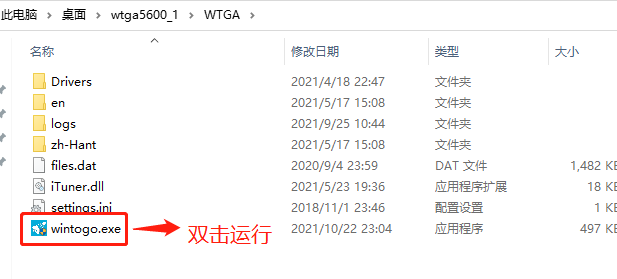 此电脑 > 桌面 > wtga5600_1 > WTGA >
名称 修改日期 类型 大小
Drivers 2021/4/18 22:47 文件夹
en 2021/5/17 15:08 文件夹
logs 2021/9/25 10:44 文件夹
zh-Hant 2021/5/17 15:08 文件夹
files.dat 2020/9/4 23:59 DAT 文件 1,482 KB
iTuner.dll 2021/5/23 19:36 应用程序扩展 18 KB
settings.ini 2018/11/1 23:46 配置设置 1 KB
wintogo.exe 2021/10/22 23:04 应用程序 497 KB
双击运行